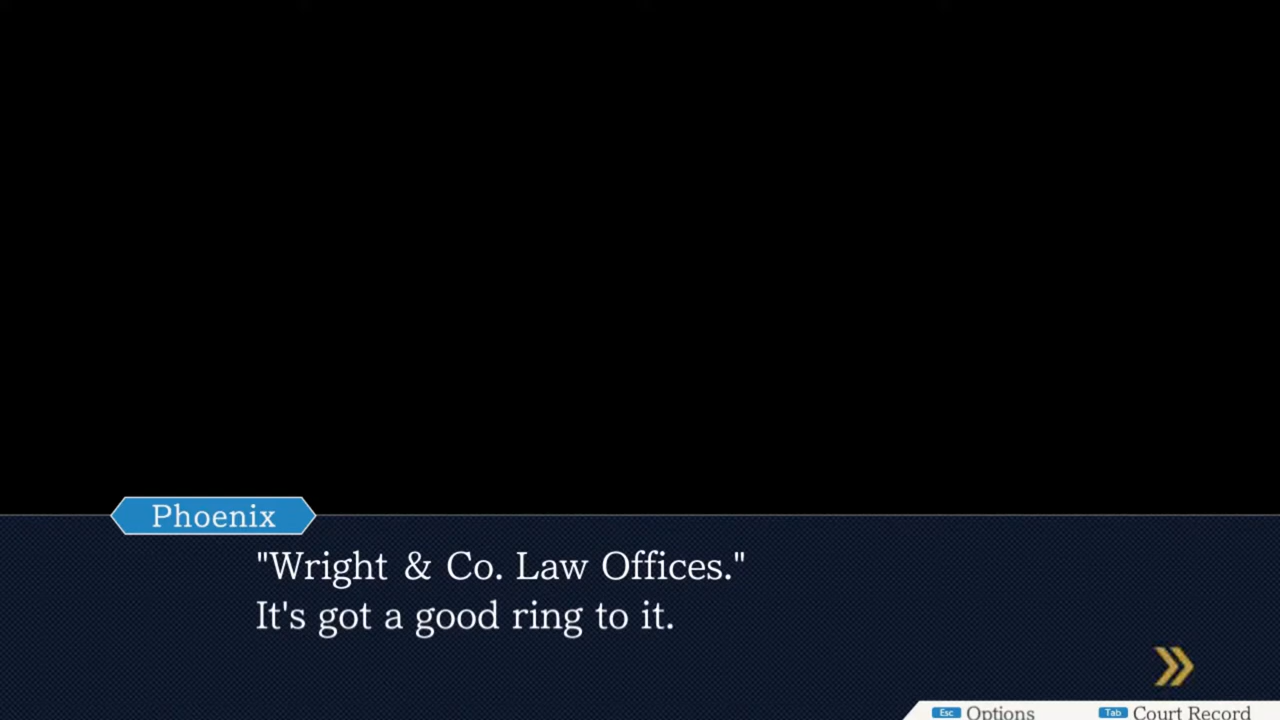 Phoenix
"Wright & Co. Law Offices."
It's got a good ring to it.
Esc Options Tab Court Record